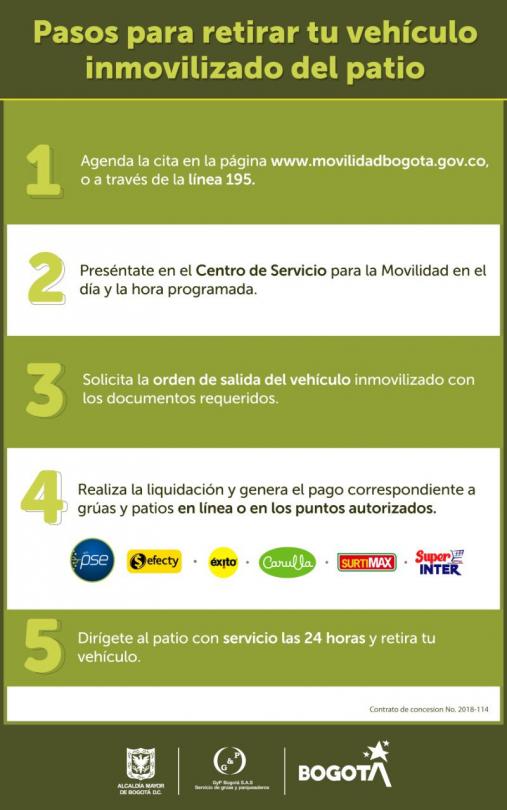 Pasos para retirar tu vehículo
inmovilizado del patio
1
Agenda la cita en la página www.movilidadbogota.gov.co,
o a través de la línea 195.
2
Preséntate en el Centro de Servicio para la Movilidad en el
día y la hora programada.
3
Solicita la orden de salida del vehículo inmovilizado con
los documentos requeridos.
4
Realiza la liquidación y genera el pago correspondiente a
grúas y patios en línea o en los puntos autorizados.
pse Sefecty · éxito · Carulla · SURTIMAX · Super INTER
5
Dirígete al patio con servicio las 24 horas y retira tu
vehículo.
Contrato de concesion No. 2018-114
G&P
ALCALDÍA MAYOR
DE BOGOTÁ D.C.
GyP Bogotá S.A.S
Servicio de grúas y parqueaderos
BOGOTÁ